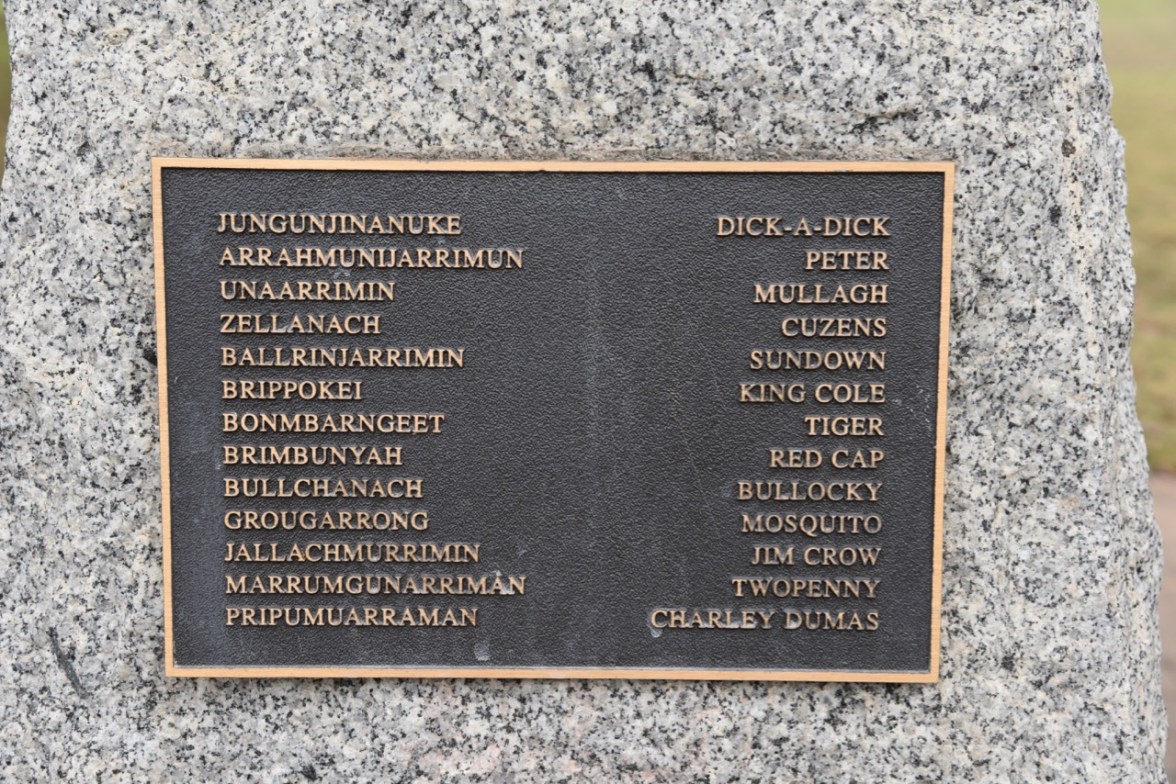 JUNGUNJINANUKE DICK-A-DICK
ARRAHMUNIJARRIMUN PETER
UNAARRIMIN MULLAGH
ZELLANACH CUZENS
BALLRINJARRIMIN SUNDOWN
BRIPPOKEI KING COLE
BONMBARNGEET TIGER
BRIMBUNYAH RED CAP
BULLCHANACH BULLOCKY
GROUGARRONG MOSQUITO
JALLACHMURRIMIN JIM CROW
MARRUMGUNARRIMAN TWOPENNY
PRIPUMUARRAMAN CHARLEY DUMAS